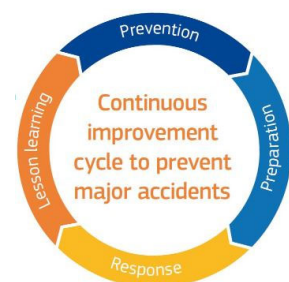 Prevention
Continuous
improvement
cycle to prevent
major accidents
Preparation
Response
Lesson learning